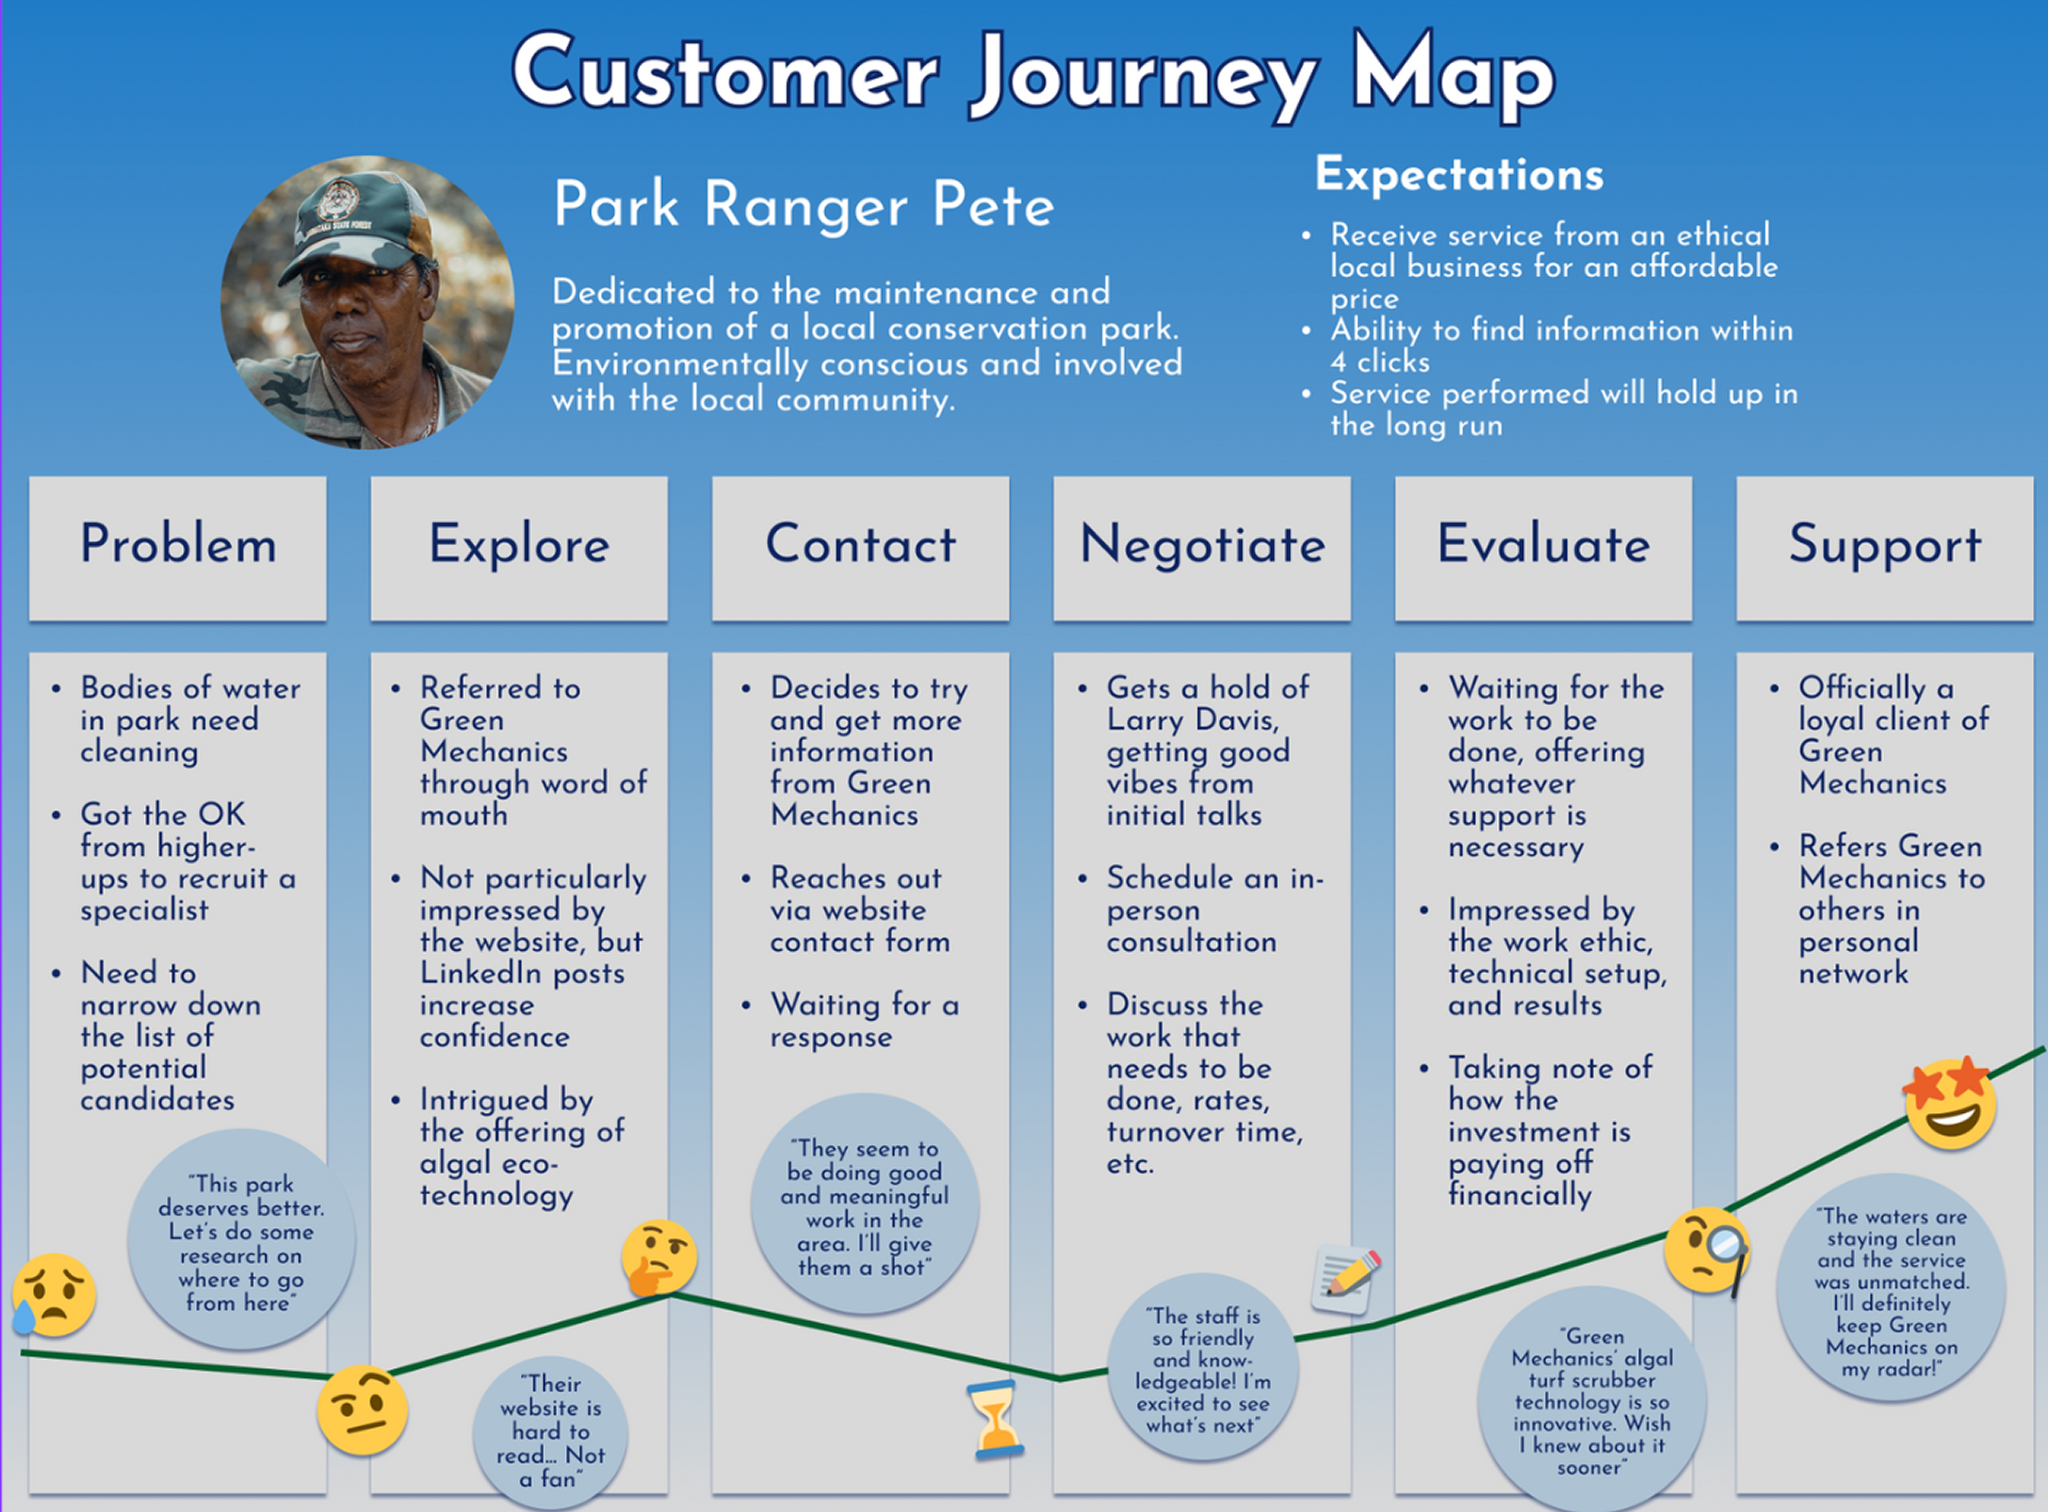 Customer Journey Map
Park Ranger Pete
Dedicated to the maintenance and
promotion of a local conservation park.
Environmentally conscious and involved
with the local community.
Expectations
• Receive service from an ethical
local business for an affordable
price
• Ability to find information within
4 clicks
• Service performed will hold up in
the long run
Problem
• Bodies of water
in park need
cleaning
• Got the OK
from higher-
ups to recruit a
specialist
• Need to
narrow down
the list of
potential
candidates
"This park
deserves better.
Let's do some
research on
where to go
from here"
Explore
• Referred to
Green
Mechanics
through word of
mouth
• Not particularly
impressed by
the website, but
LinkedIn posts
increase
confidence
• Intrigued by
the offering of
algal eco-
technology
"Their
website is
hard to
read... Not
a fan"
Contact
• Decides to try
and get more
information
from Green
Mechanics
• Reaches out
via website
contact form
• Waiting for a
response
"They seem to
be doing good
and meaningful
work in the
area. I'll give
them a shot"
Negotiate
• Gets a hold of
Larry Davis,
getting good
vibes from
initial talks
• Schedule an in-
person
consultation
• Discuss the
work that
needs to be
done, rates,
turnover time,
etc.
"The staff is
so friendly
and know-
ledgeable! I'm
excited to see
what's next"
Evaluate
• Waiting for the
work to be
done, offering
whatever
support is
necessary
• Impressed by
the work ethic,
technical setup,
and results
• Taking note of
how the
investment is
paying off
financially
"Green
Mechanics' algal
turf scrubber
technology is so
innovative. Wish
I knew about it
sooner"
Support
• Officially a
loyal client of
Green
Mechanics
• Refers Green
Mechanics to
others in
personal
network
"The waters are
staying clean
and the service
was unmatched.
I'll definitely
keep Green
Mechanics on
my radar!"